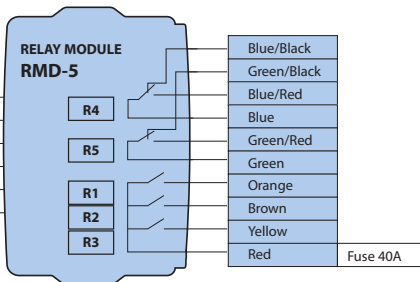 RELAY MODULE
RMD-5
R4
R5
R1
R2
R3
Blue/Black
Green/Black
Blue/Red
Blue
Green/Red
Green
Orange
Brown
Yellow
Red
Fuse 40A